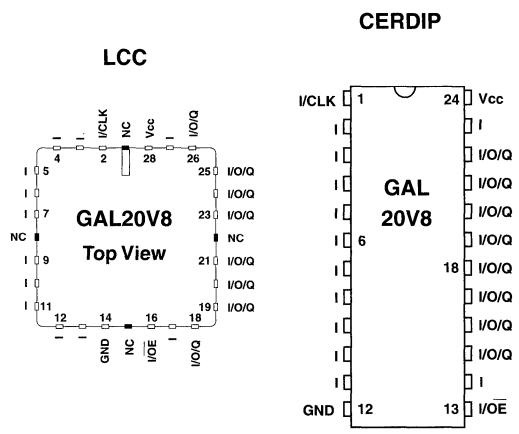 CERDIP
LCC
I I I/CLK NC Vcc I I/O/Q
4 2 28 26
I 5 25 I/O/Q
I I/O/Q
I 7 23 I/O/Q
NC NC
I 9 21 I/O/Q
I I/O/Q
I 11 19 I/O/Q
GAL20V8
Top View
12 14 16 18
I I GND NC I/OE I I/O/Q
I/CLK 1 24 Vcc
I I
I I/O/Q
I I/O/Q
I I/O/Q
I 6 I/O/Q
I 18 I/O/Q
I I/O/Q
I I/O/Q
I I/O/Q
I I
GND 12 13 I/OE
GAL
20V8